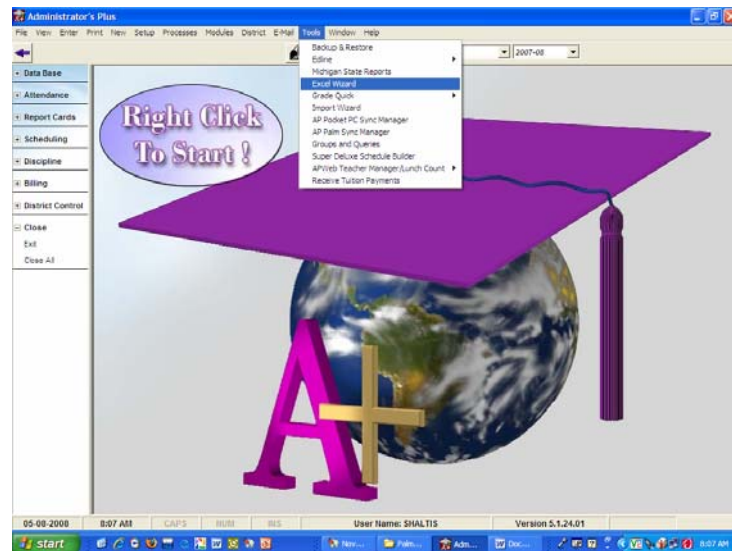 Administrator's Plus
File View Enter Print New Setup Processes Modules District E-Mail Tools Window Help
2007-08
Backup & Restore
Edline
Michigan State Reports
Excel Wizard
Grade Quick
Import Wizard
AP Pocket PC Sync Manager
AP Palm Sync Manager
Groups and Queries
Super Deluxe Schedule Builder
APWeb Teacher Manager/Lunch Count
Receive Tuition Payments
Data Base
Attendance
Report Cards
Scheduling
Discipline
Billing
District Control
Close
Exit
Close All
Right Click
To Start !
A+
05-08-2008 8:07 AM CAPS NUM INS User Name: SHALTIS Version 5.1.24.01
start Nov... Palm... Adm... Doc... 8:07 AM